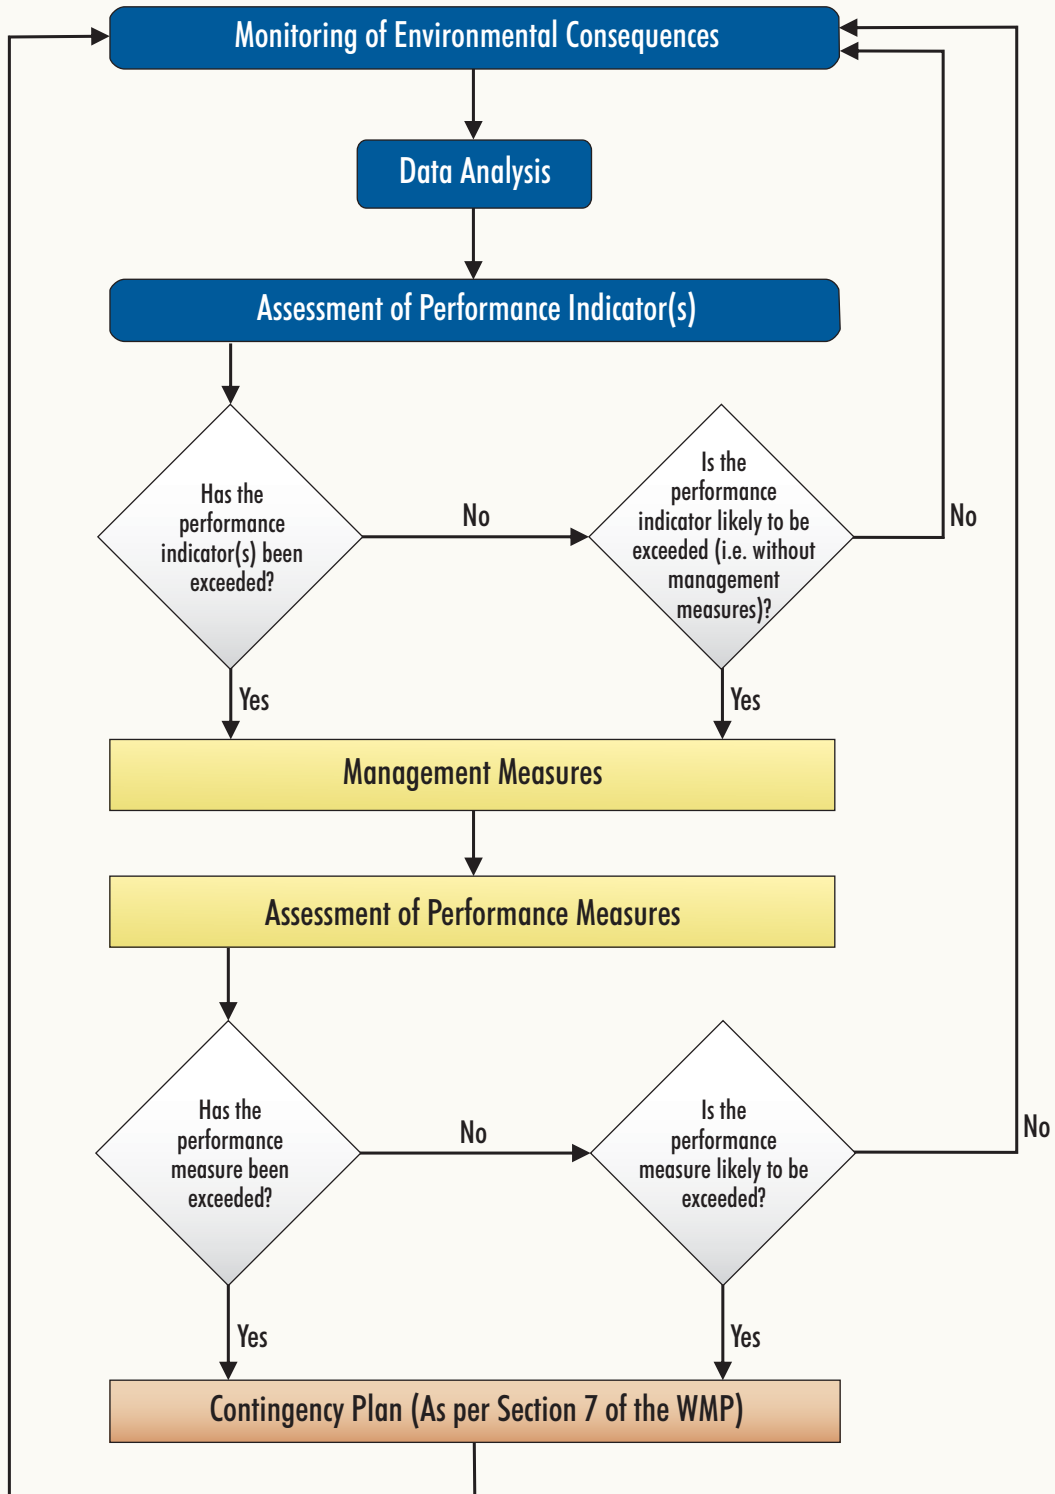 Monitoring of Environmental Consequences
Data Analysis
Assessment of Performance Indicator(s)
Has the
performance
indicator(s) been
exceeded?
No
Is the
performance
indicator likely to be
exceeded (i.e. without
management
measures)?
No
Yes
Yes
Management Measures
Assessment of Performance Measures
Has the
performance
measure been
exceeded?
No
Is the
performance
measure likely to be
exceeded?
No
Yes
Yes
Contingency Plan (As per Section 7 of the WMP)